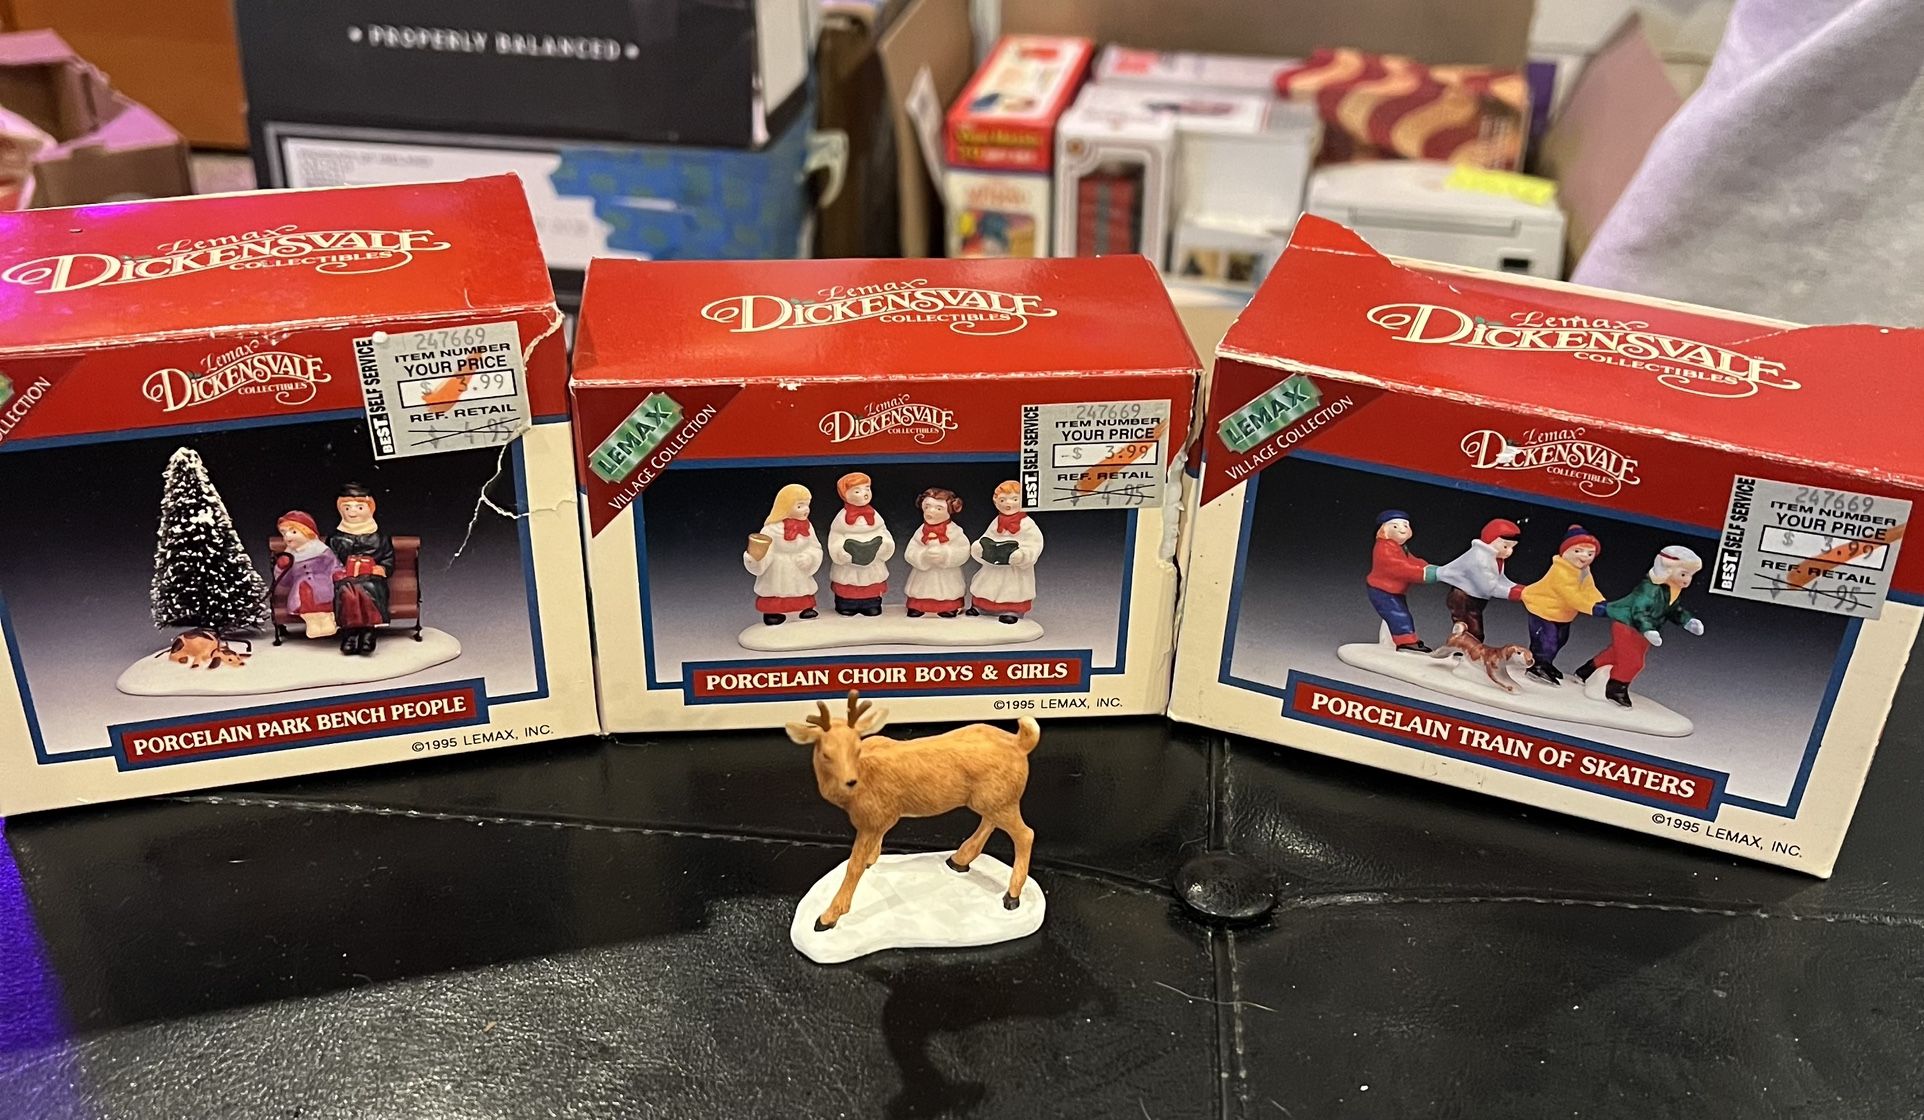 PROPERLY BALANCED
Lemax
DICKENSVALE
COLLECTIBLES
Lemax
DICKENSVALE
COLLECTIBLES
COLLECTION
BEST SELF SERVICE
247669
ITEM NUMBER
YOUR PRICE
$ 3.99
REF. RETAIL
$ 4.95
PORCELAIN PARK BENCH PEOPLE
©1995 LEMAX, INC.
Lemax
DICKENSVALE
COLLECTIBLES
LEMAX
VILLAGE COLLECTION
Lemax
DICKENSVALE
COLLECTIBLES
BEST SELF SERVICE
247669
ITEM NUMBER
YOUR PRICE
$ 3.99
REF. RETAIL
$ 4.95
PORCELAIN CHOIR BOYS & GIRLS
©1995 LEMAX, INC.
Lemax
DICKENSVALE
COLLECTIBLES
LEMAX
VILLAGE COLLECTION
Lemax
DICKENSVALE
COLLECTIBLES
BEST SELF SERVICE
247669
ITEM NUMBER
YOUR PRICE
$ 3.99
REF. RETAIL
$ 4.95
PORCELAIN TRAIN OF SKATERS
©1995 LEMAX, INC.